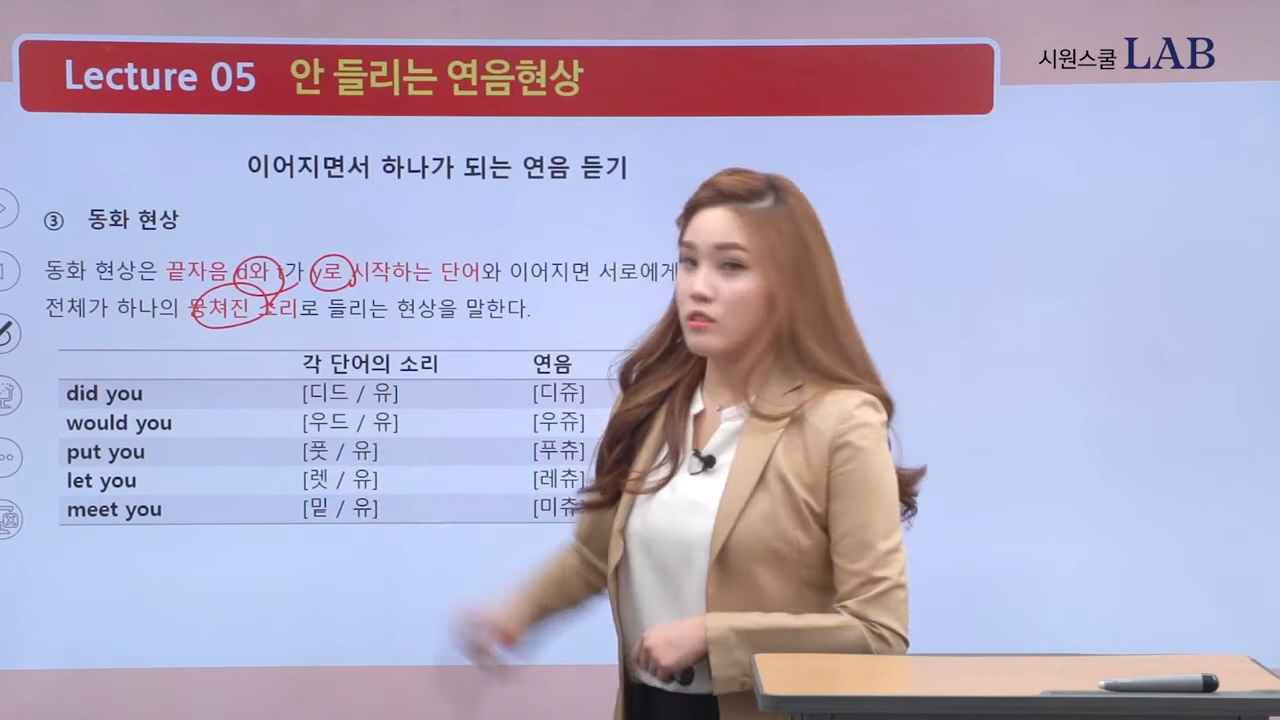 시원스쿨 LAB
Lecture 05 안 들리는 연음현상
이어지면서 하나가 되는 연음 듣기
③ 동화 현상
동화 현상은 끝자음 d와 t가 y로 시작하는 단어와 이어지면 서로에게
전체가 하나의 뭉쳐진 소리로 들리는 현상을 말한다.
각 단어의 소리 연음
did you [디드 / 유] [디쥬]
would you [우드 / 유] [우쥬]
put you [풋 / 유] [푸츄]
let you [렛 / 유] [레츄]
meet you [밑 / 유] [미츄]